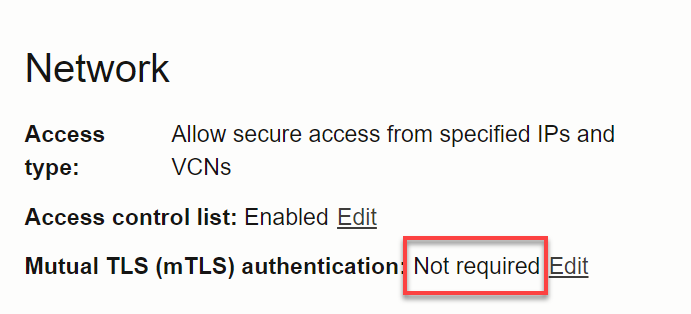 Network
Access Allow secure access from specified IPs and
type: VCNs
Access control list: Enabled Edit
Mutual TLS (mTLS) authentication: Not required Edit